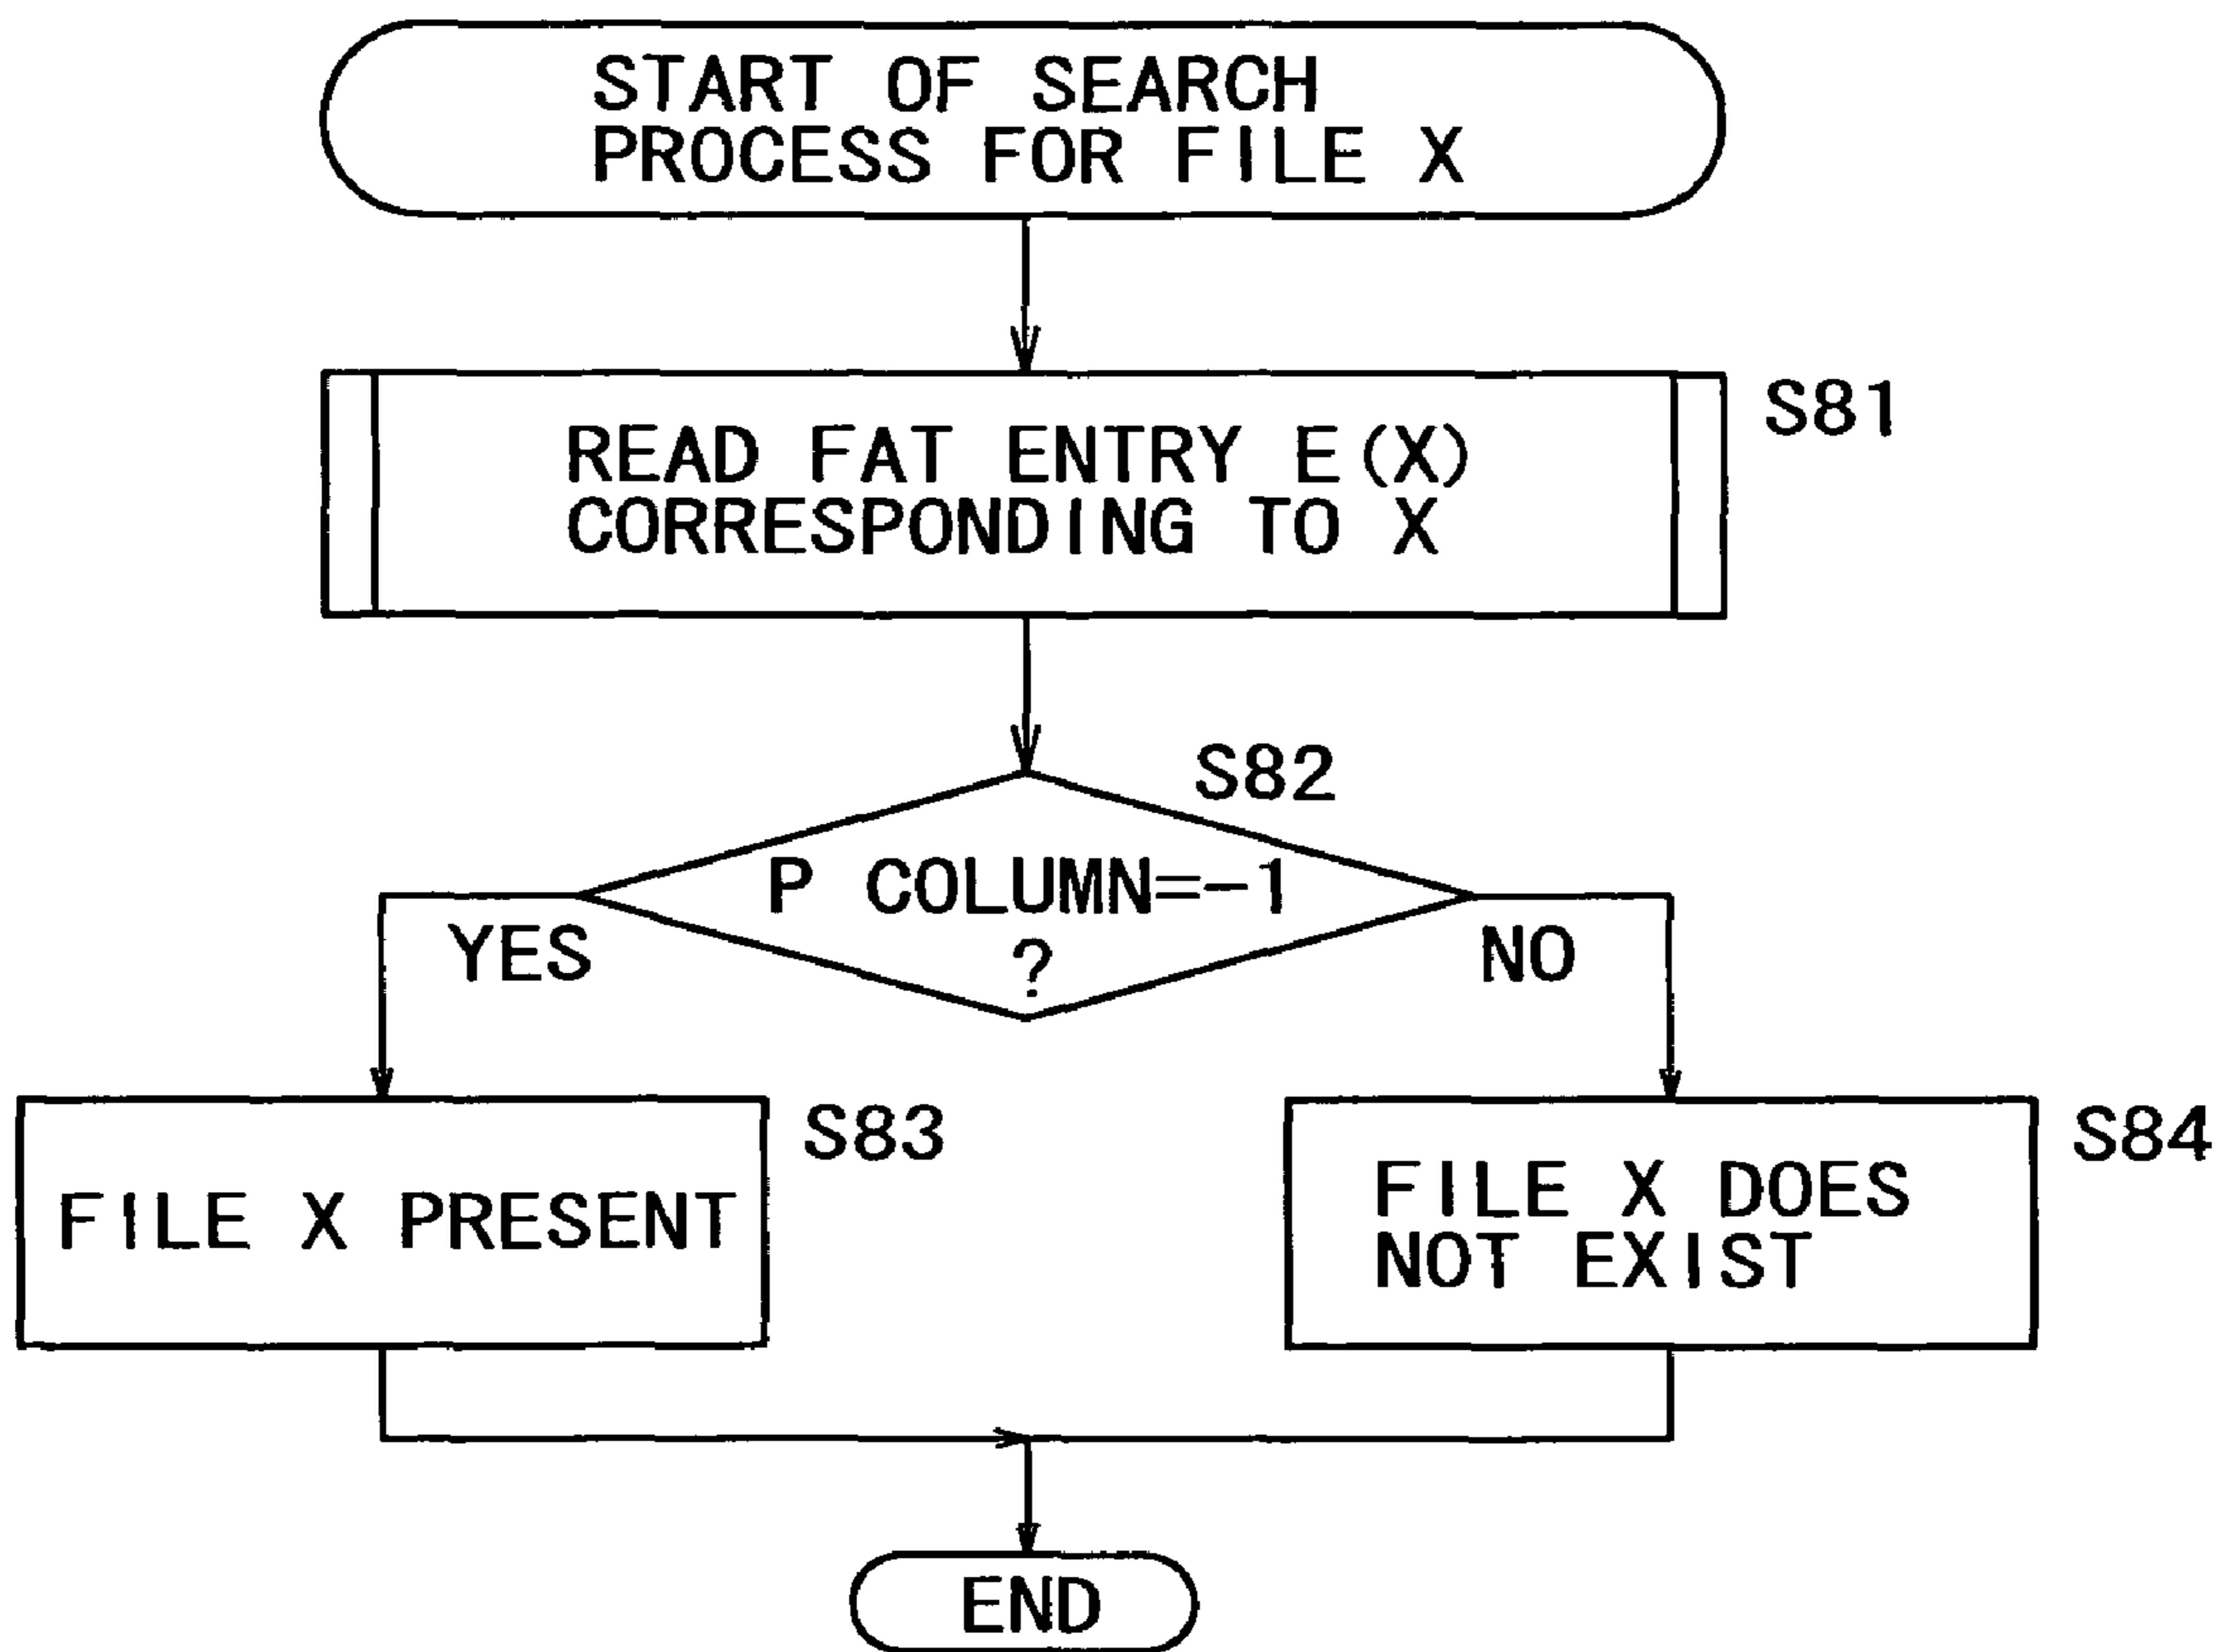 START OF SEARCH
PROCESS FOR FILE X
S81
READ FAT ENTRY E(X)
CORRESPONDING TO X
S82
P COLUMN=-1
?
YES
NO
S83
FILE X PRESENT
S84
FILE X DOES
NOT EXIST
END